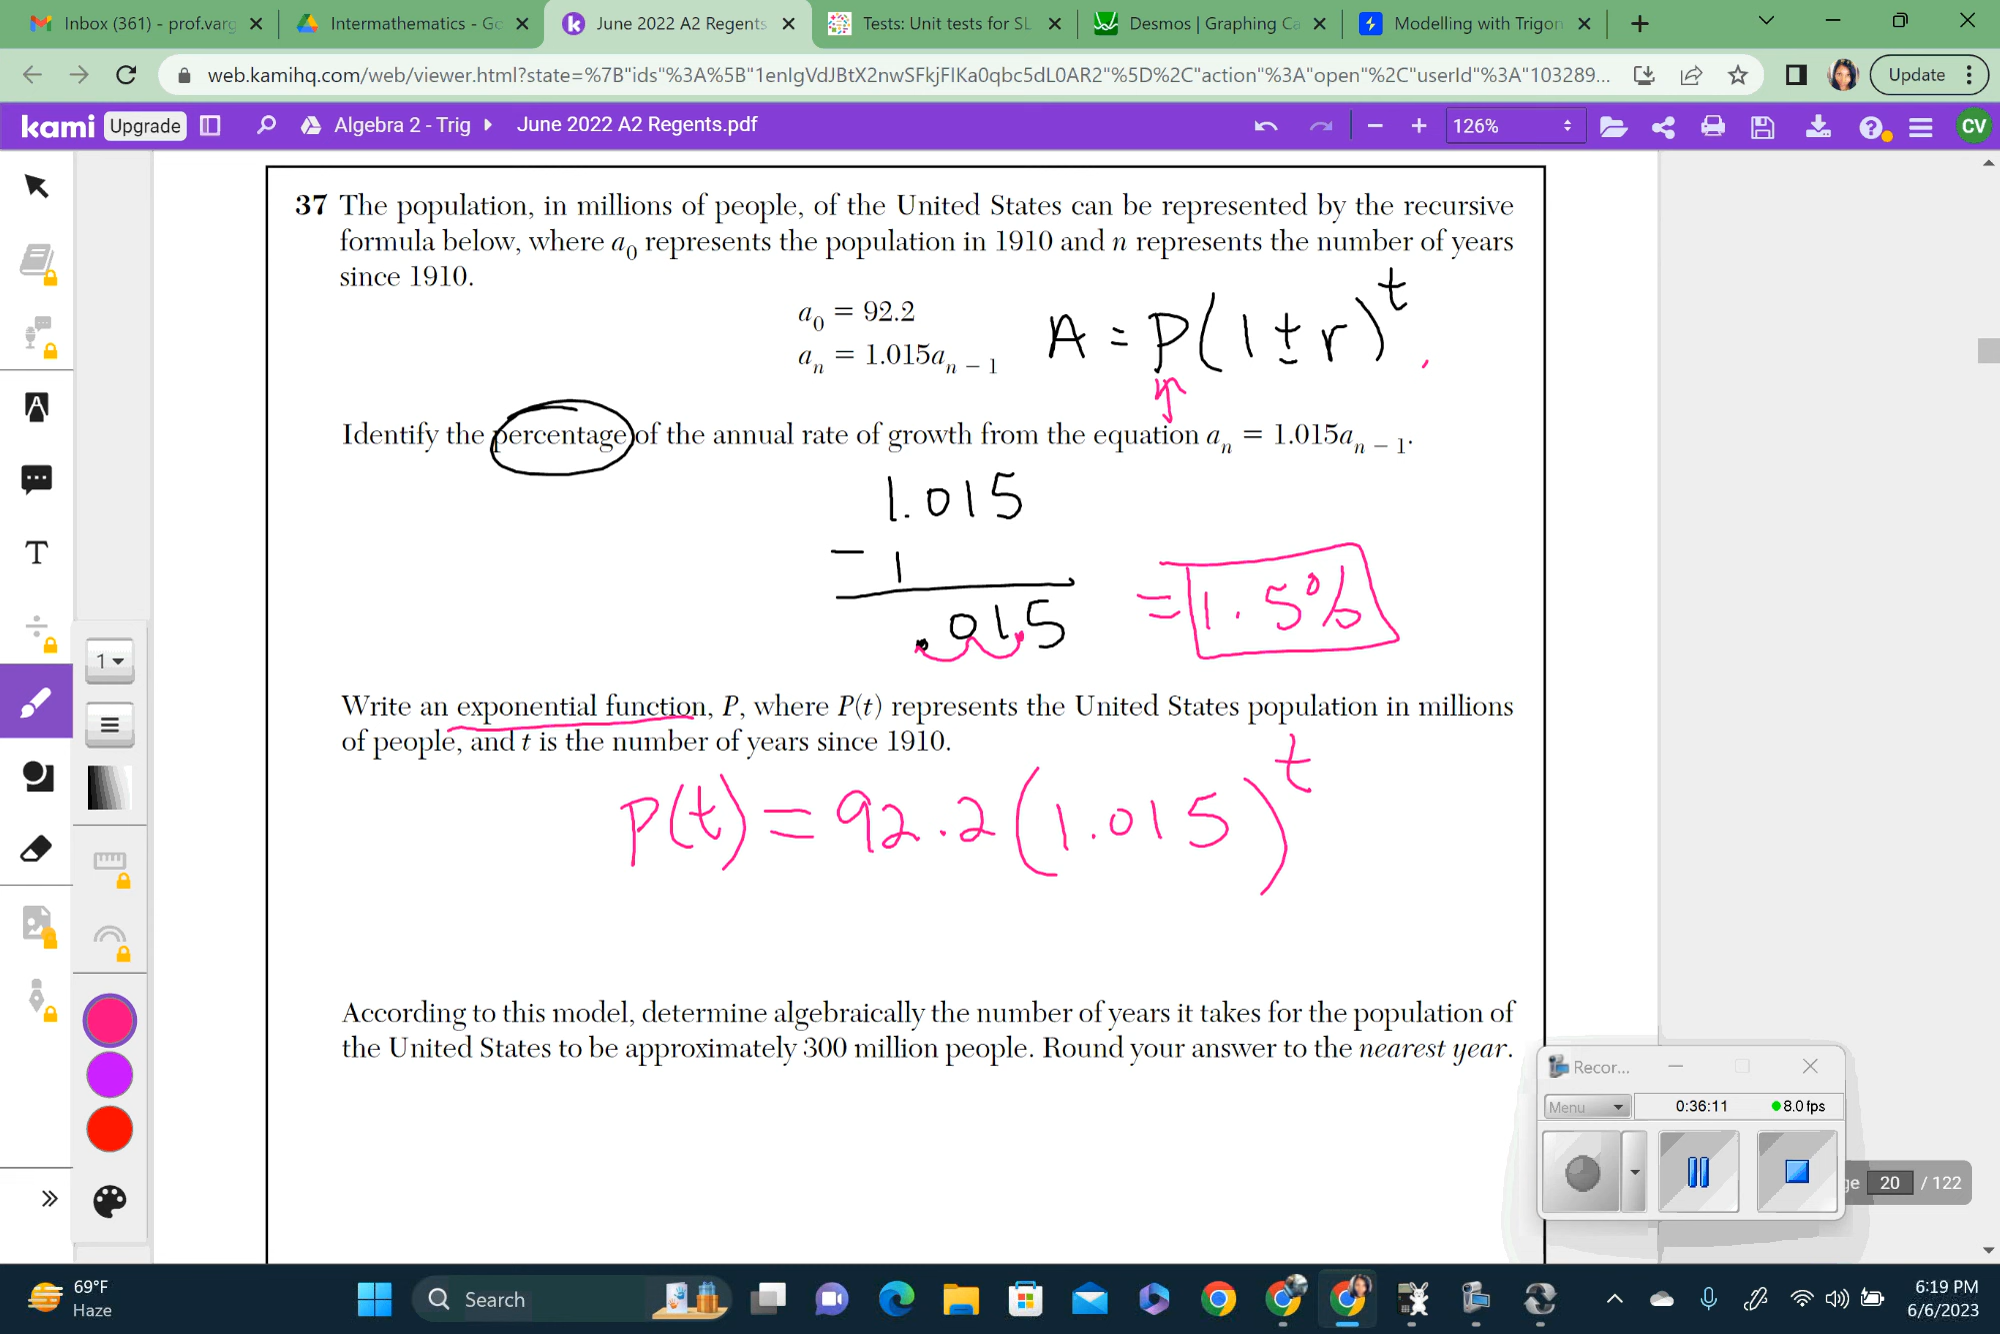 Inbox (361) - prof.varg
Intermathematics - Go
June 2022 A2 Regents
Tests: Unit tests for SL
Desmos | Graphing Ca
Modelling with Trigon
web.kamihq.com/web/viewer.html?state=%7B"ids"%3A%5B"1enIgVdJBtX2nwSFkjFIKa0qbc5dL0AR2"%5D%2C"action"%3A"open"%2C"userId"%3A"103289...
Update
kami Upgrade
Algebra 2 - Trig
June 2022 A2 Regents.pdf
126%
CV
37 The population, in millions of people, of the United States can be represented by the recursive
formula below, where a₀ represents the population in 1910 and n represents the number of years
since 1910.
a₀ = 92.2
aₙ = 1.015aₙ ₋ ₁
A = P(1 ± r)ᵗ
Identify the percentage of the annual rate of growth from the equation aₙ = 1.015aₙ ₋ ₁.
1.015
− 1
.015
= 1.5%
Write an exponential function, P, where P(t) represents the United States population in millions
of people, and t is the number of years since 1910.
P(t) = 92.2(1.015)ᵗ
According to this model, determine algebraically the number of years it takes for the population of
the United States to be approximately 300 million people. Round your answer to the nearest year.
T
1
Recor...
Menu
0:36:11
8.0 fps
ge 20 / 122
69°F
Haze
Search
6:19 PM
6/6/2023